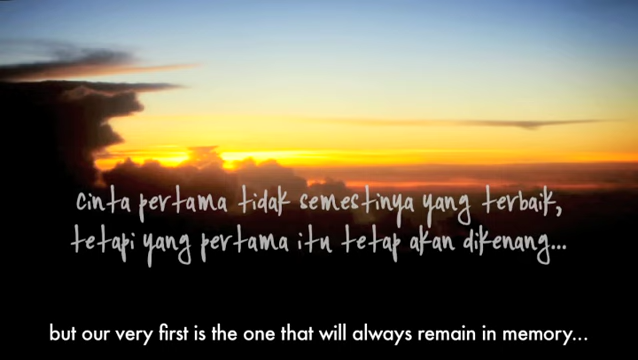 cinta pertama tidak semestinya yang terbaik,
tetapi yang pertama itu tetap akan dikenang...
but our very first is the one that will always remain in memory...